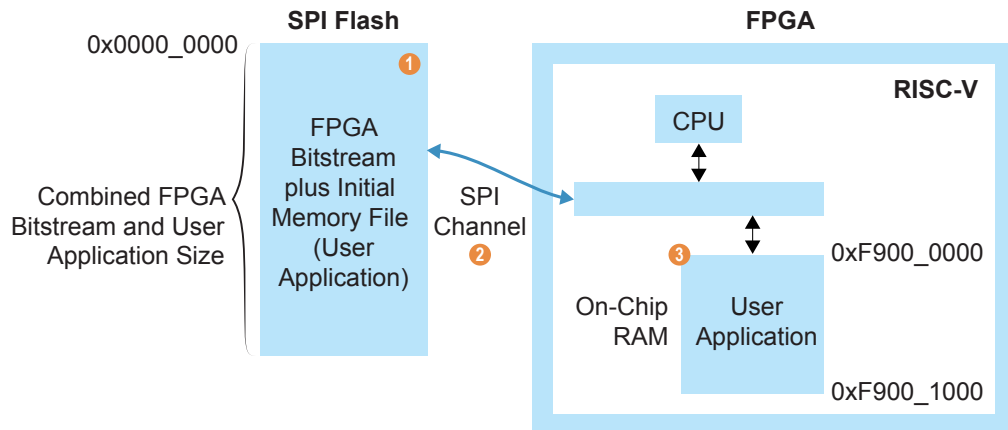 SPI Flash
FPGA
0x0000_0000
1
RISC-V
FPGA
Bitstream
plus Initial
Memory File
(User
Application)
Combined FPGA
Bitstream and User
Application Size
SPI
Channel
2
CPU
3
0xF900_0000
On-Chip
RAM
User
Application
0xF900_1000